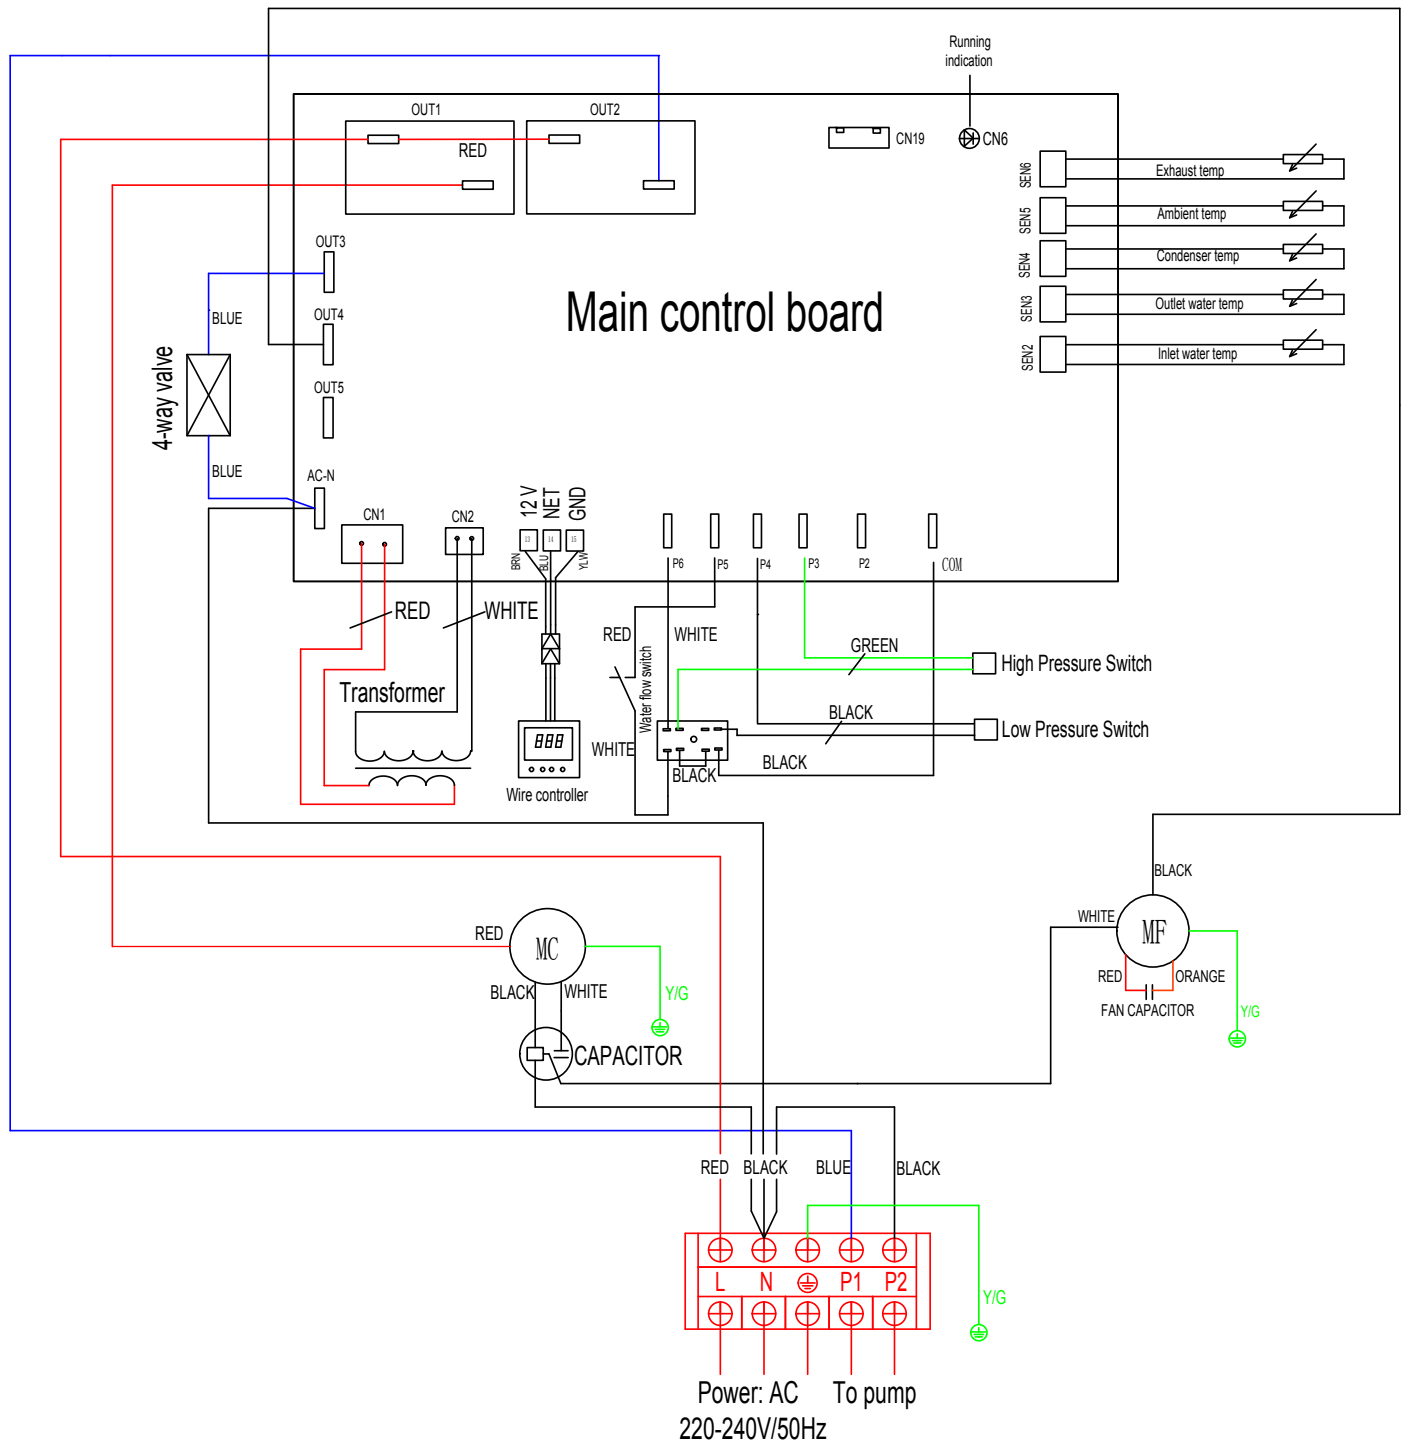 Running
indication
OUT1
OUT2
CN19
CN6
RED
SEN6
Exhaust temp
SEN5
Ambient temp
OUT3
SEN4
Condenser temp
SEN3
Outlet water temp
BLUE
OUT4
Main control board
SEN2
Inlet water temp
4-way valve
OUT5
BLUE
AC-N
12 V
NET
GND
CN1
CN2
13
14
15
BRN
BLU
YLW
P6
P5
P4
P3
P2
COM
RED
WHITE
RED
WHITE
GREEN
High Pressure Switch
Water flow switch
Transformer
BLACK
Low Pressure Switch
888
WHITE
BLACK
BLACK
Wire controller
BLACK
WHITE
MF
RED
MC
RED
ORANGE
BLACK
WHITE
Y/G
FAN CAPACITOR
Y/G
CAPACITOR
RED
BLACK
BLUE
BLACK
L
N
P1
P2
Y/G
Power: AC
To pump
220-240V/50Hz